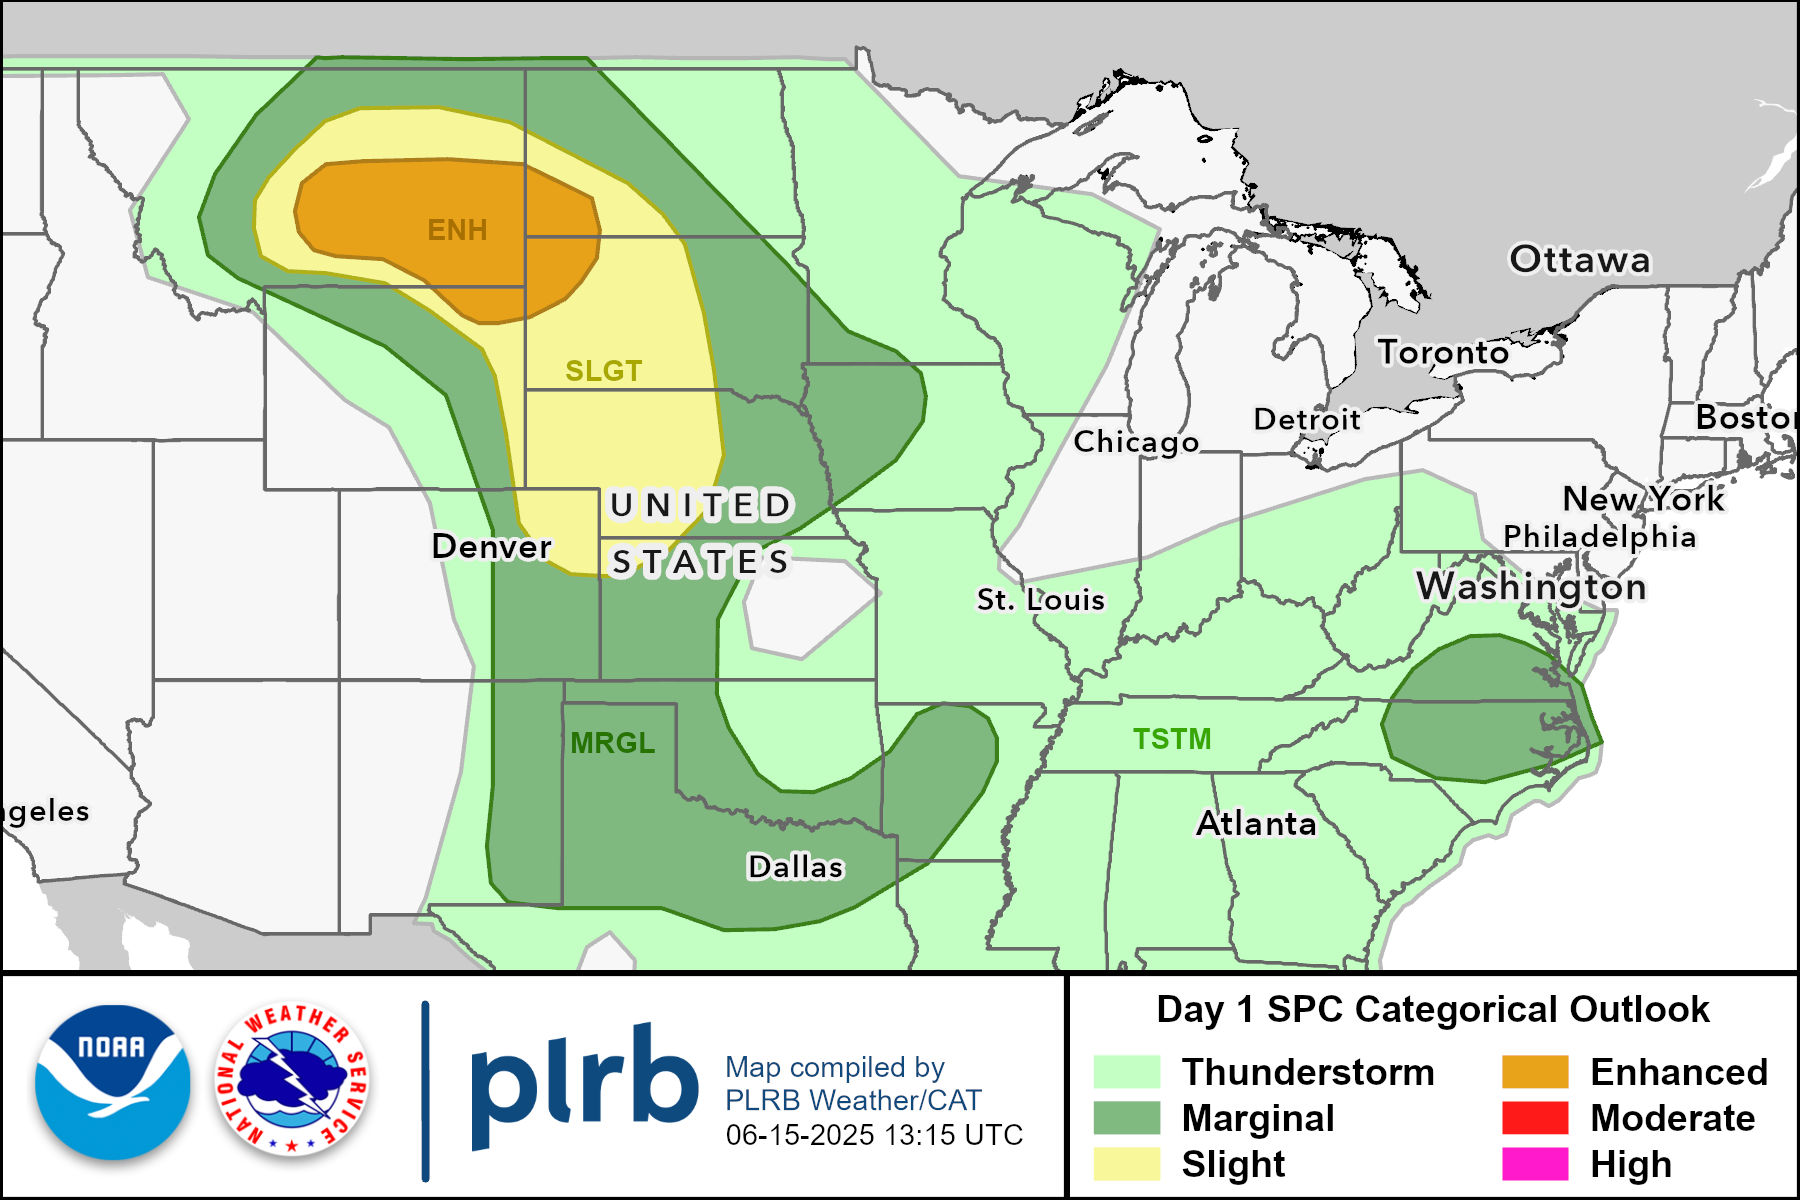 Ottawa
Toronto
Detroit
Boston
Chicago
New York
Philadelphia
Washington
ENH
SLGT
UNITED
STATES
Denver
St. Louis
MRGL
TSTM
ngeles
Atlanta
Dallas
NOAA
NATIONAL WEATHER SERVICE
plrb
Map compiled by
PLRB Weather/CAT
06-15-2025 13:15 UTC
Day 1 SPC Categorical Outlook
Thunderstorm
Marginal
Slight
Enhanced
Moderate
High